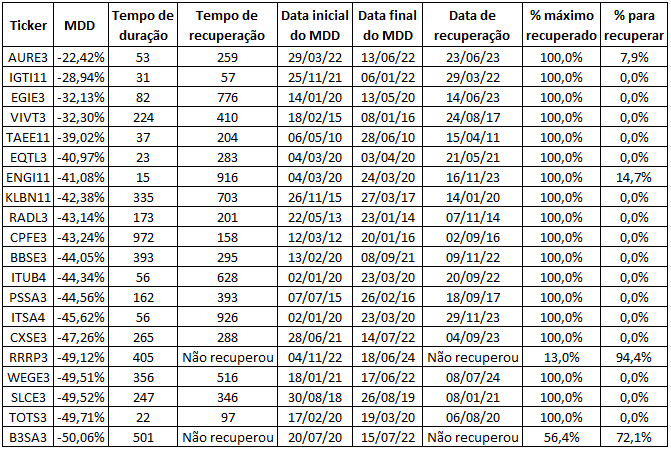 Ticker MDD Tempo de duração Tempo de recuperação Data inicial do MDD Data final do MDD Data de recuperação % máximo recuperado % para recuperar
AURE3 -22,42% 53 259 29/03/22 13/06/22 23/06/23 100,0% 7,9%
IGTI11 -28,94% 31 57 25/11/21 06/01/22 29/03/22 100,0% 0,0%
EGIE3 -32,13% 82 776 14/01/20 13/05/20 14/06/23 100,0% 0,0%
VIVT3 -32,30% 224 410 18/02/15 08/01/16 24/08/17 100,0% 0,0%
TAEE11 -39,02% 37 204 06/05/10 28/06/10 15/04/11 100,0% 0,0%
EQTL3 -40,97% 23 283 04/03/20 03/04/20 21/05/21 100,0% 0,0%
ENGI11 -41,08% 15 916 04/03/20 24/03/20 16/11/23 100,0% 14,7%
KLBN11 -42,38% 335 703 26/11/15 27/03/17 14/01/20 100,0% 0,0%
RADL3 -43,14% 173 201 22/05/13 23/01/14 07/11/14 100,0% 0,0%
CPFE3 -43,24% 972 158 12/03/12 20/01/16 02/09/16 100,0% 0,0%
BBSE3 -44,05% 393 295 13/02/20 08/09/21 09/11/22 100,0% 0,0%
ITUB4 -44,34% 56 628 02/01/20 23/03/20 20/09/22 100,0% 0,0%
PSSA3 -44,56% 162 393 07/07/15 26/02/16 18/09/17 100,0% 0,0%
ITSA4 -45,62% 56 926 02/01/20 23/03/20 29/11/23 100,0% 0,0%
CXSE3 -47,26% 265 288 28/06/21 14/07/22 04/09/23 100,0% 0,0%
RRRP3 -49,12% 405 Não recuperou 04/11/22 18/06/24 Não recuperou 13,0% 94,4%
WEGE3 -49,51% 356 516 18/01/21 17/06/22 08/07/24 100,0% 0,0%
SLCE3 -49,52% 247 346 30/08/18 26/08/19 08/01/21 100,0% 0,0%
TOTS3 -49,71% 22 97 17/02/20 19/03/20 06/08/20 100,0% 0,0%
B3SA3 -50,06% 501 Não recuperou 20/07/20 15/07/22 Não recuperou 56,4% 72,1%